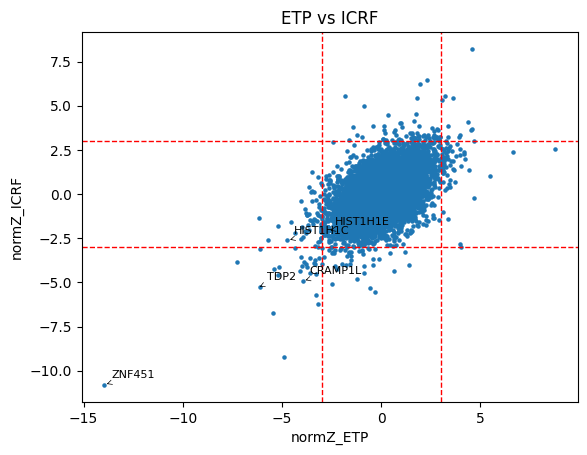 ETP vs ICRF
normZ_ICRF
7.5
5.0
2.5
0.0
−2.5
−5.0
−7.5
−10.0
HIST1H1E
HIST1H1C
CRAMP1L
TDP2
ZNF451
−15
−10
−5
0
5
normZ_ETP